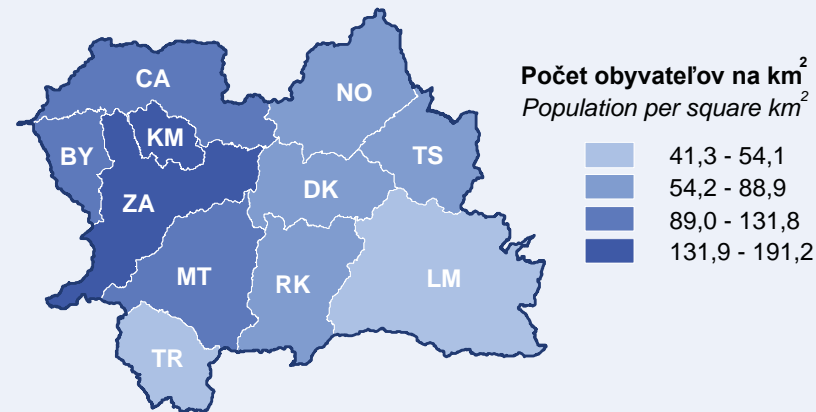 CA
NO
KM
BY
TS
ZA
DK
MT
RK
LM
TR
Počet obyvateľov na km²
Population per square km²
41,3 - 54,1
54,2 - 88,9
89,0 - 131,8
131,9 - 191,2